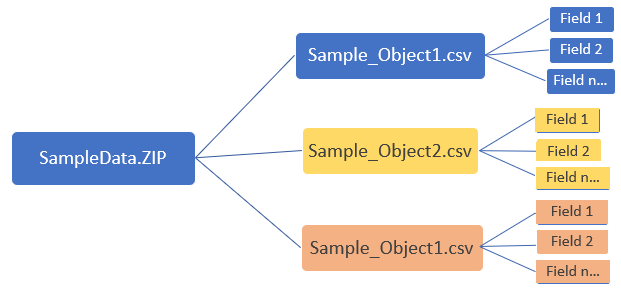 SampleData.ZIP
Sample_Object1.csv
Field 1
Field 2
Field n...
Sample_Object2.csv
Field 1
Field 2
Field n...
Sample_Object1.csv
Field 1
Field 2
Field n...